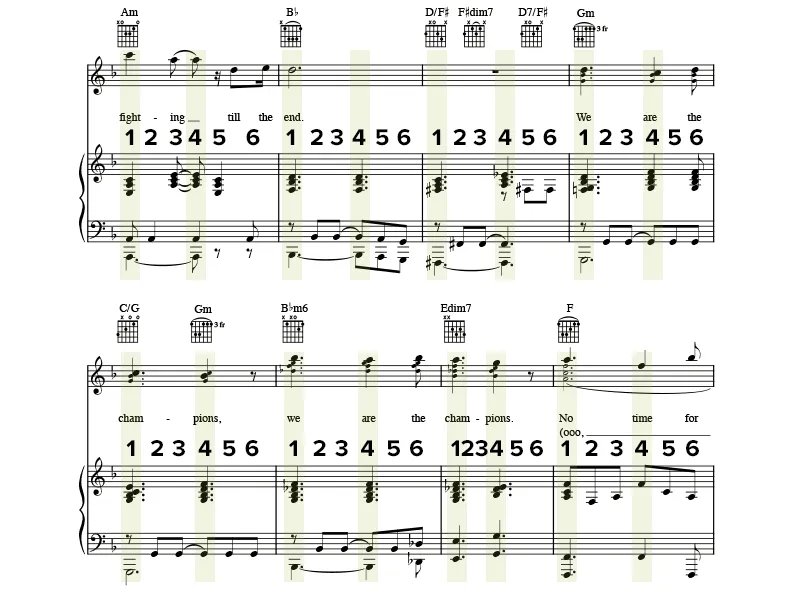 Am B♭ D/F♯ F♯dim7 D7/F♯ Gm
xo o x x x x x o x 3 fr
fight - ing till the end. We are the
1 2 3 4 5 6 1 2 3 4 5 6 1 2 3 4 5 6 1 2 3 4 5 6
C/G Gm B♭m6 Edim7 F
x o o 3 fr x xo xx
cham - pions, we are the cham - pions. No time for
(ooo,
1 2 3 4 5 6 1 2 3 4 5 6 1 2 3 4 5 6 1 2 3 4 5 6